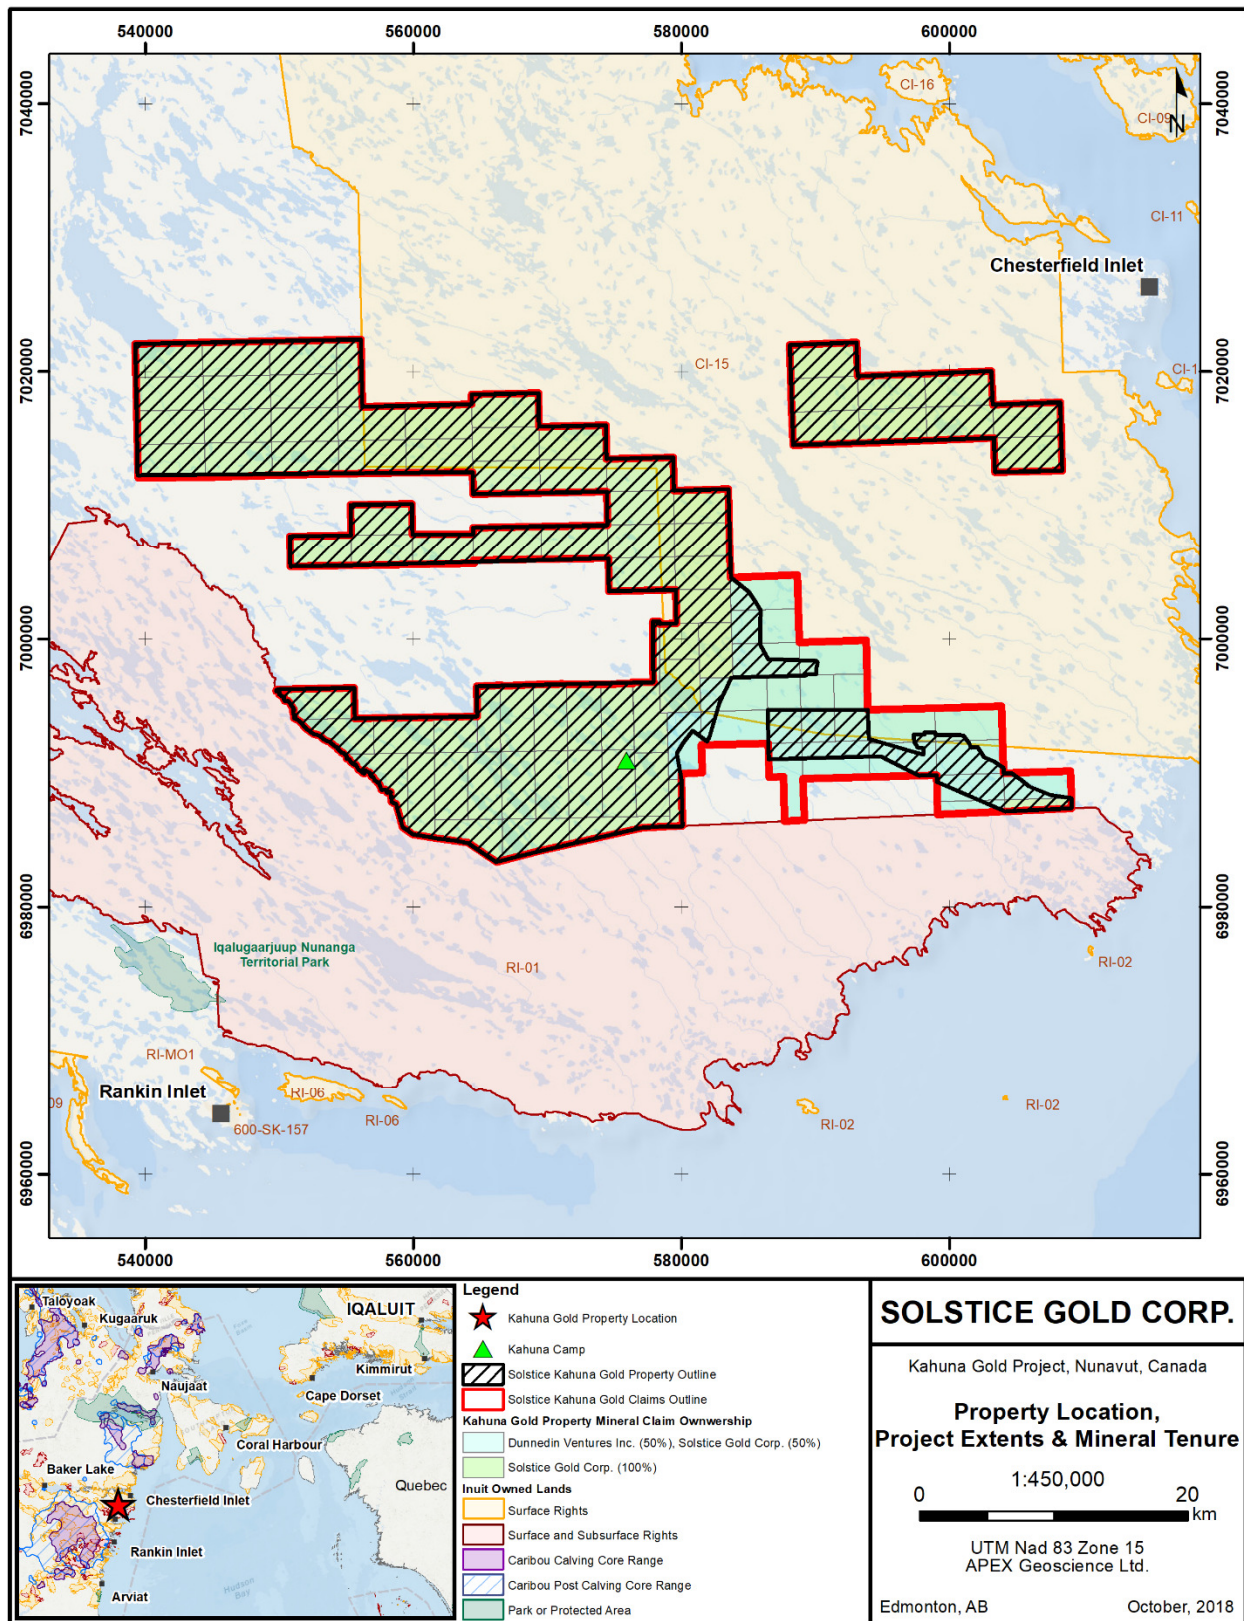 540000 560000 580000 600000
7040000 7040000
CI-16
CI-09
N
CI-11
Chesterfield Inlet
7020000 7020000
CI-15
CI-1
7000000 7000000
6980000 6980000
Iqalugaarjuup Nunanga
Territorial Park
RI-01
RI-02
RI-MO1
Rankin Inlet
09
RI-06
RI-06
RI-02
RI-02
600-SK-157
6960000 6960000
540000 560000 580000 600000
Taloyoak
Kugaaruk
IQALUIT
Kimmirut
Naujaat
Cape Dorset
Coral Harbour
Baker Lake
Quebec
Chesterfield Inlet
Rankin Inlet
Hudson
Bay
Arviat
Legend
Kahuna Gold Property Location
Kahuna Camp
Solstice Kahuna Gold Property Outline
Solstice Kahuna Gold Claims Outline
Kahuna Gold Property Mineral Claim Ownwership
Dunnedin Ventures Inc. (50%), Solstice Gold Corp. (50%)
Solstice Gold Corp. (100%)
Inuit Owned Lands
Surface Rights
Surface and Subsurface Rights
Caribou Calving Core Range
Caribou Post Calving Core Range
Park or Protected Area
SOLSTICE GOLD CORP.
Kahuna Gold Project, Nunavut, Canada
Property Location,
Project Extents & Mineral Tenure
1:450,000
0 20
km
UTM Nad 83 Zone 15
APEX Geoscience Ltd.
Edmonton, AB October, 2018